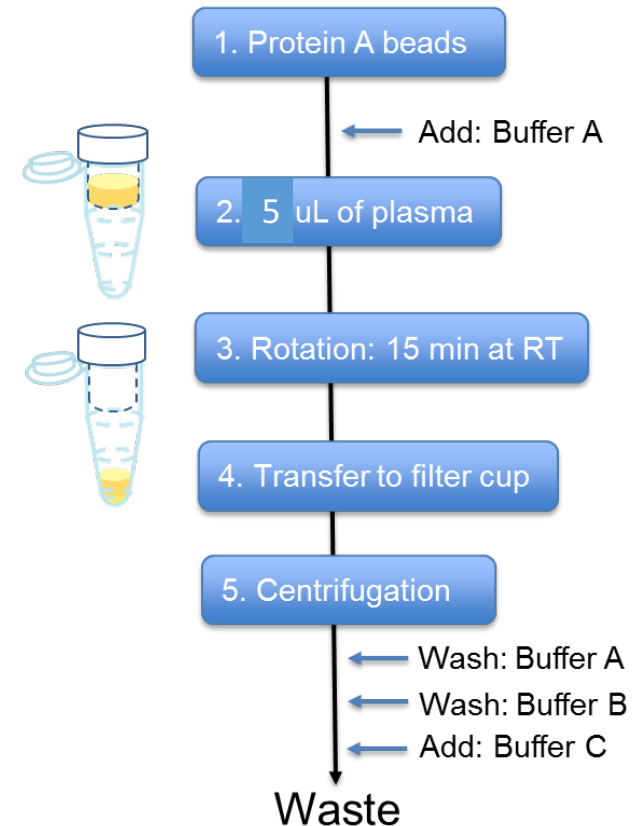 1. Protein A beads
Add: Buffer A
2. 5 uL of plasma
3. Rotation: 15 min at RT
4. Transfer to filter cup
5. Centrifugation
Wash: Buffer A
Wash: Buffer B
Add: Buffer C
Waste